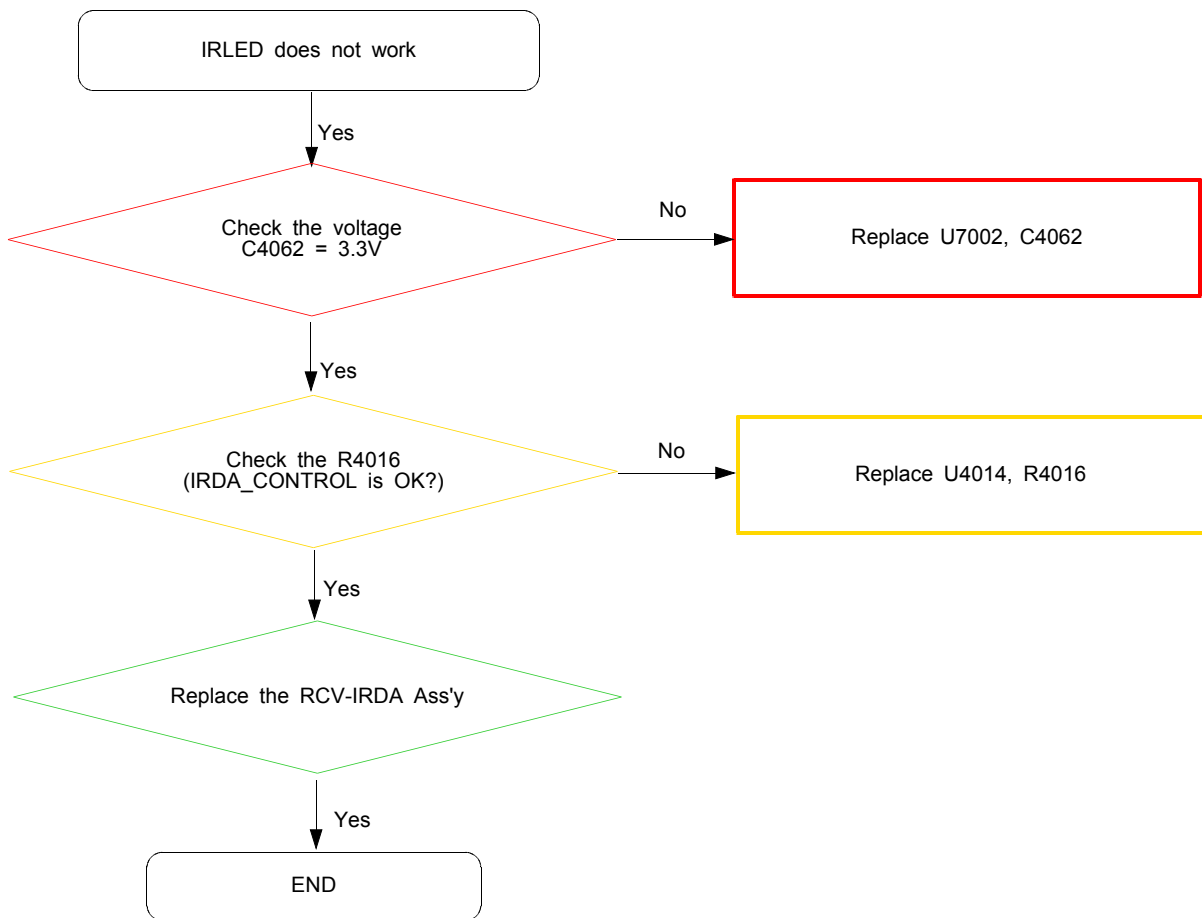 IRLED does not work
Yes
Check the voltage
C4062 = 3.3V
No
Replace U7002, C4062
Yes
Check the R4016
(IRDA_CONTROL is OK?)
No
Replace U4014, R4016
Yes
Replace the RCV-IRDA Ass'y
Yes
END